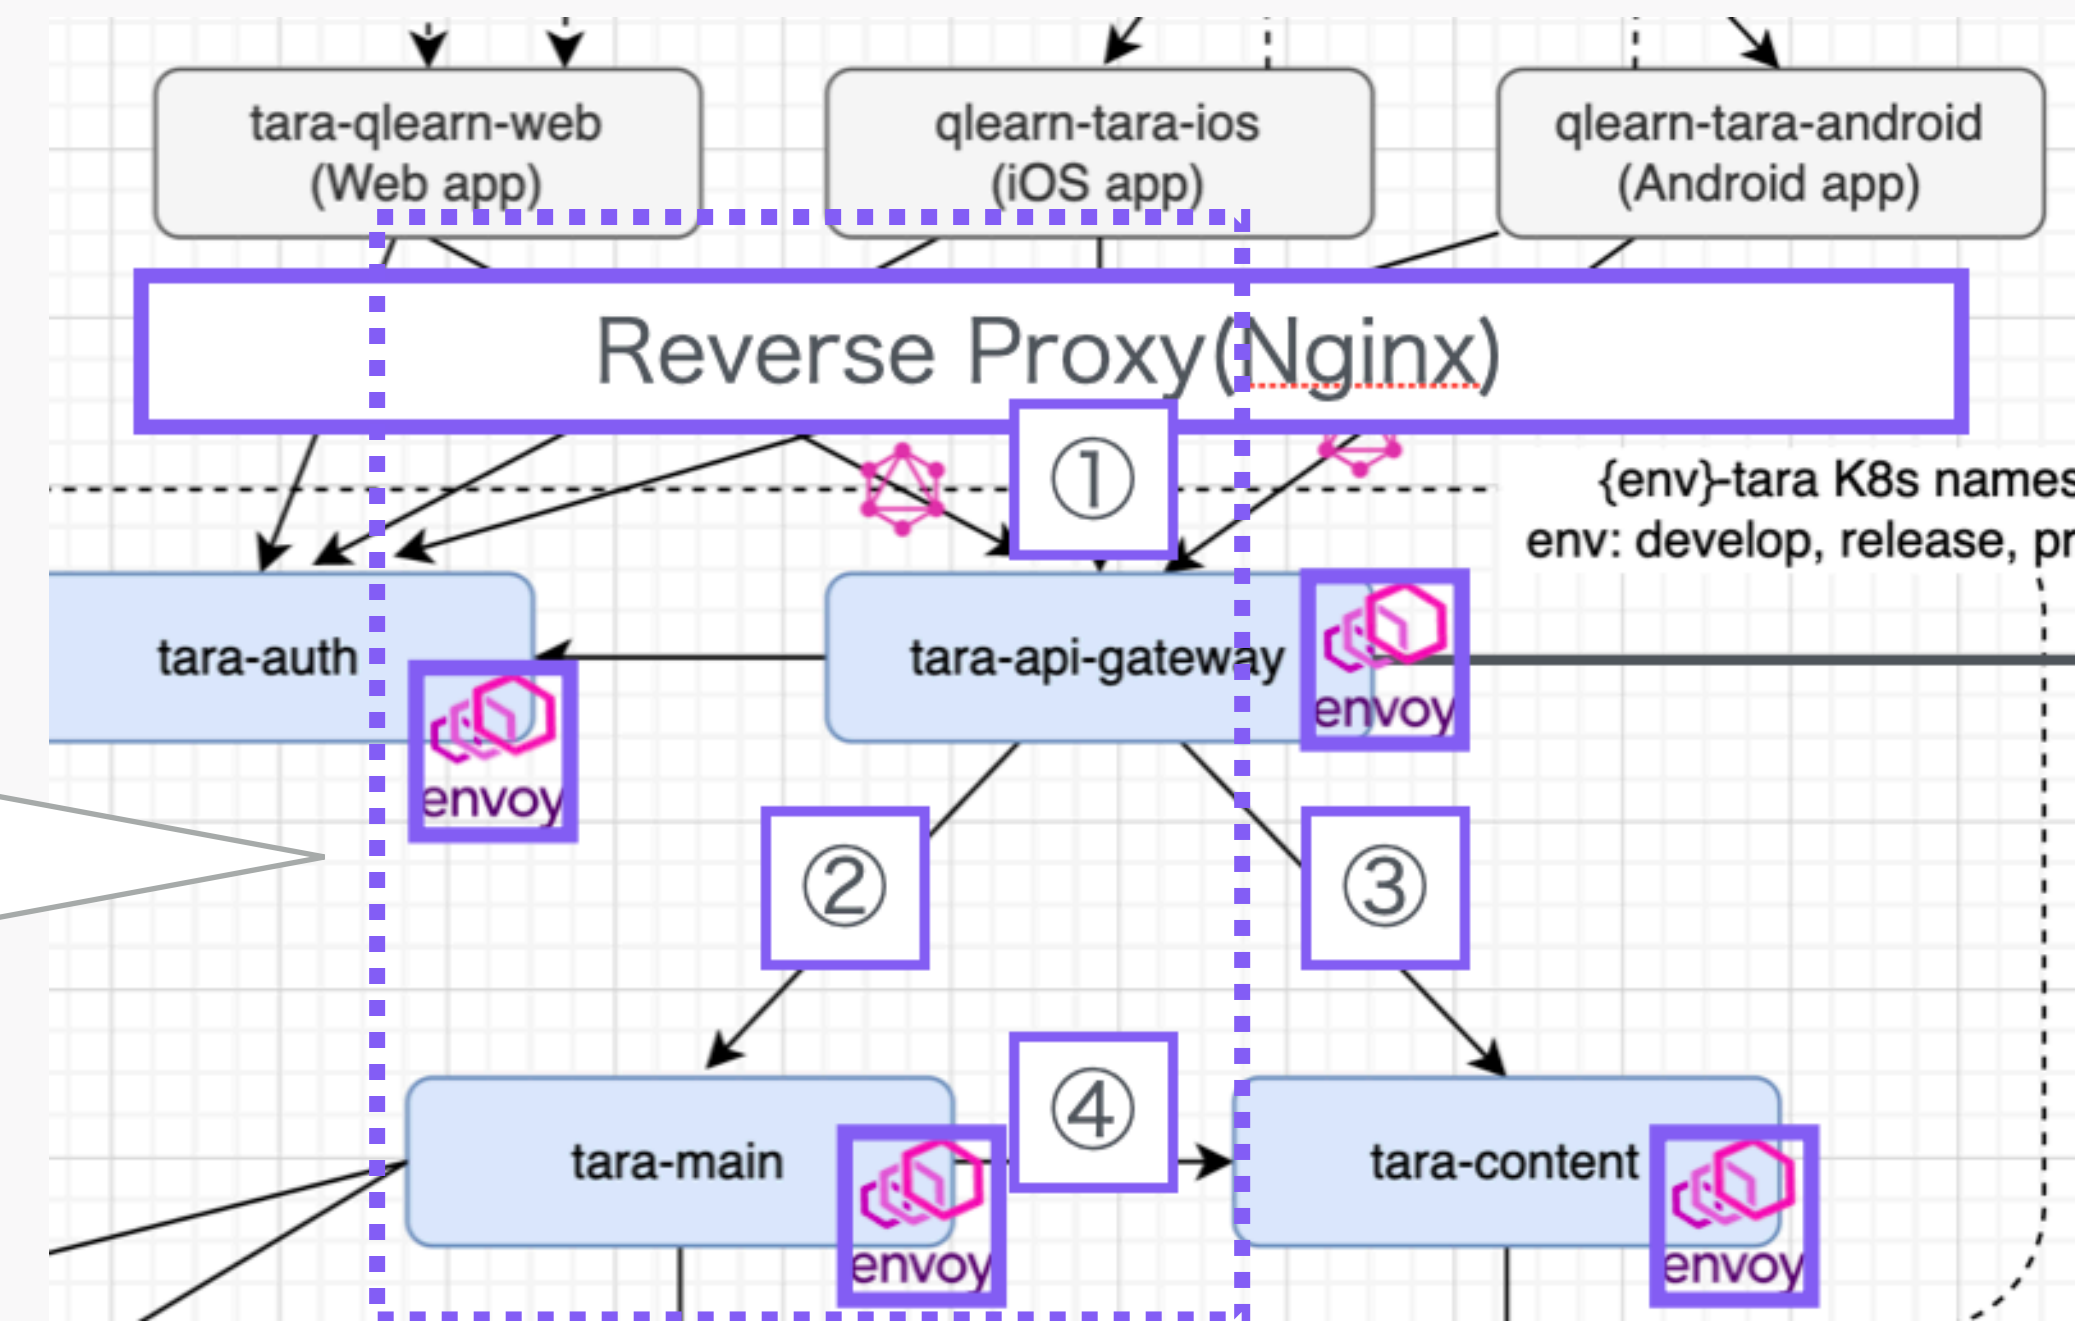 tara-qlearn-web
(Web app)
qlearn-tara-ios
(iOS app)
qlearn-tara-android
(Android app)
Reverse Proxy(Nginx)
①
{env}-tara K8s names
env: develop, release, pr
tara-auth
envoy
tara-api-gateway
envoy
②
③
④
tara-main
envoy
tara-content
envoy